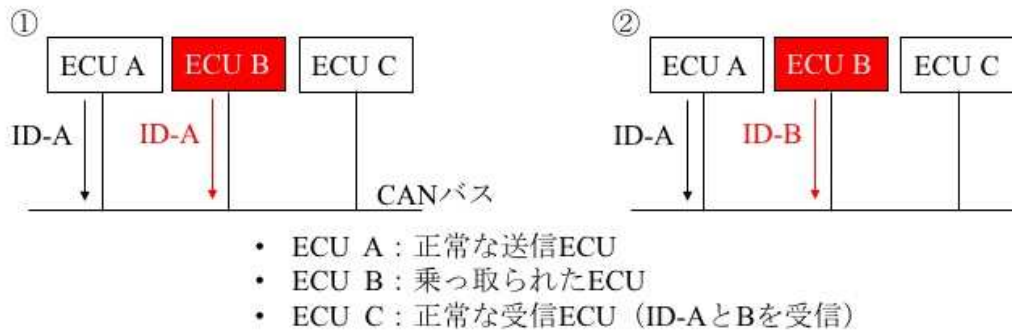 ① ②
ECU A ECU B ECU C ECU A ECU B ECU C
ID-A ID-A ID-A ID-B
CANバス
• ECU A：正常な送信ECU
• ECU B：乗っ取られたECU
• ECU C：正常な受信ECU（ID-AとBを受信）